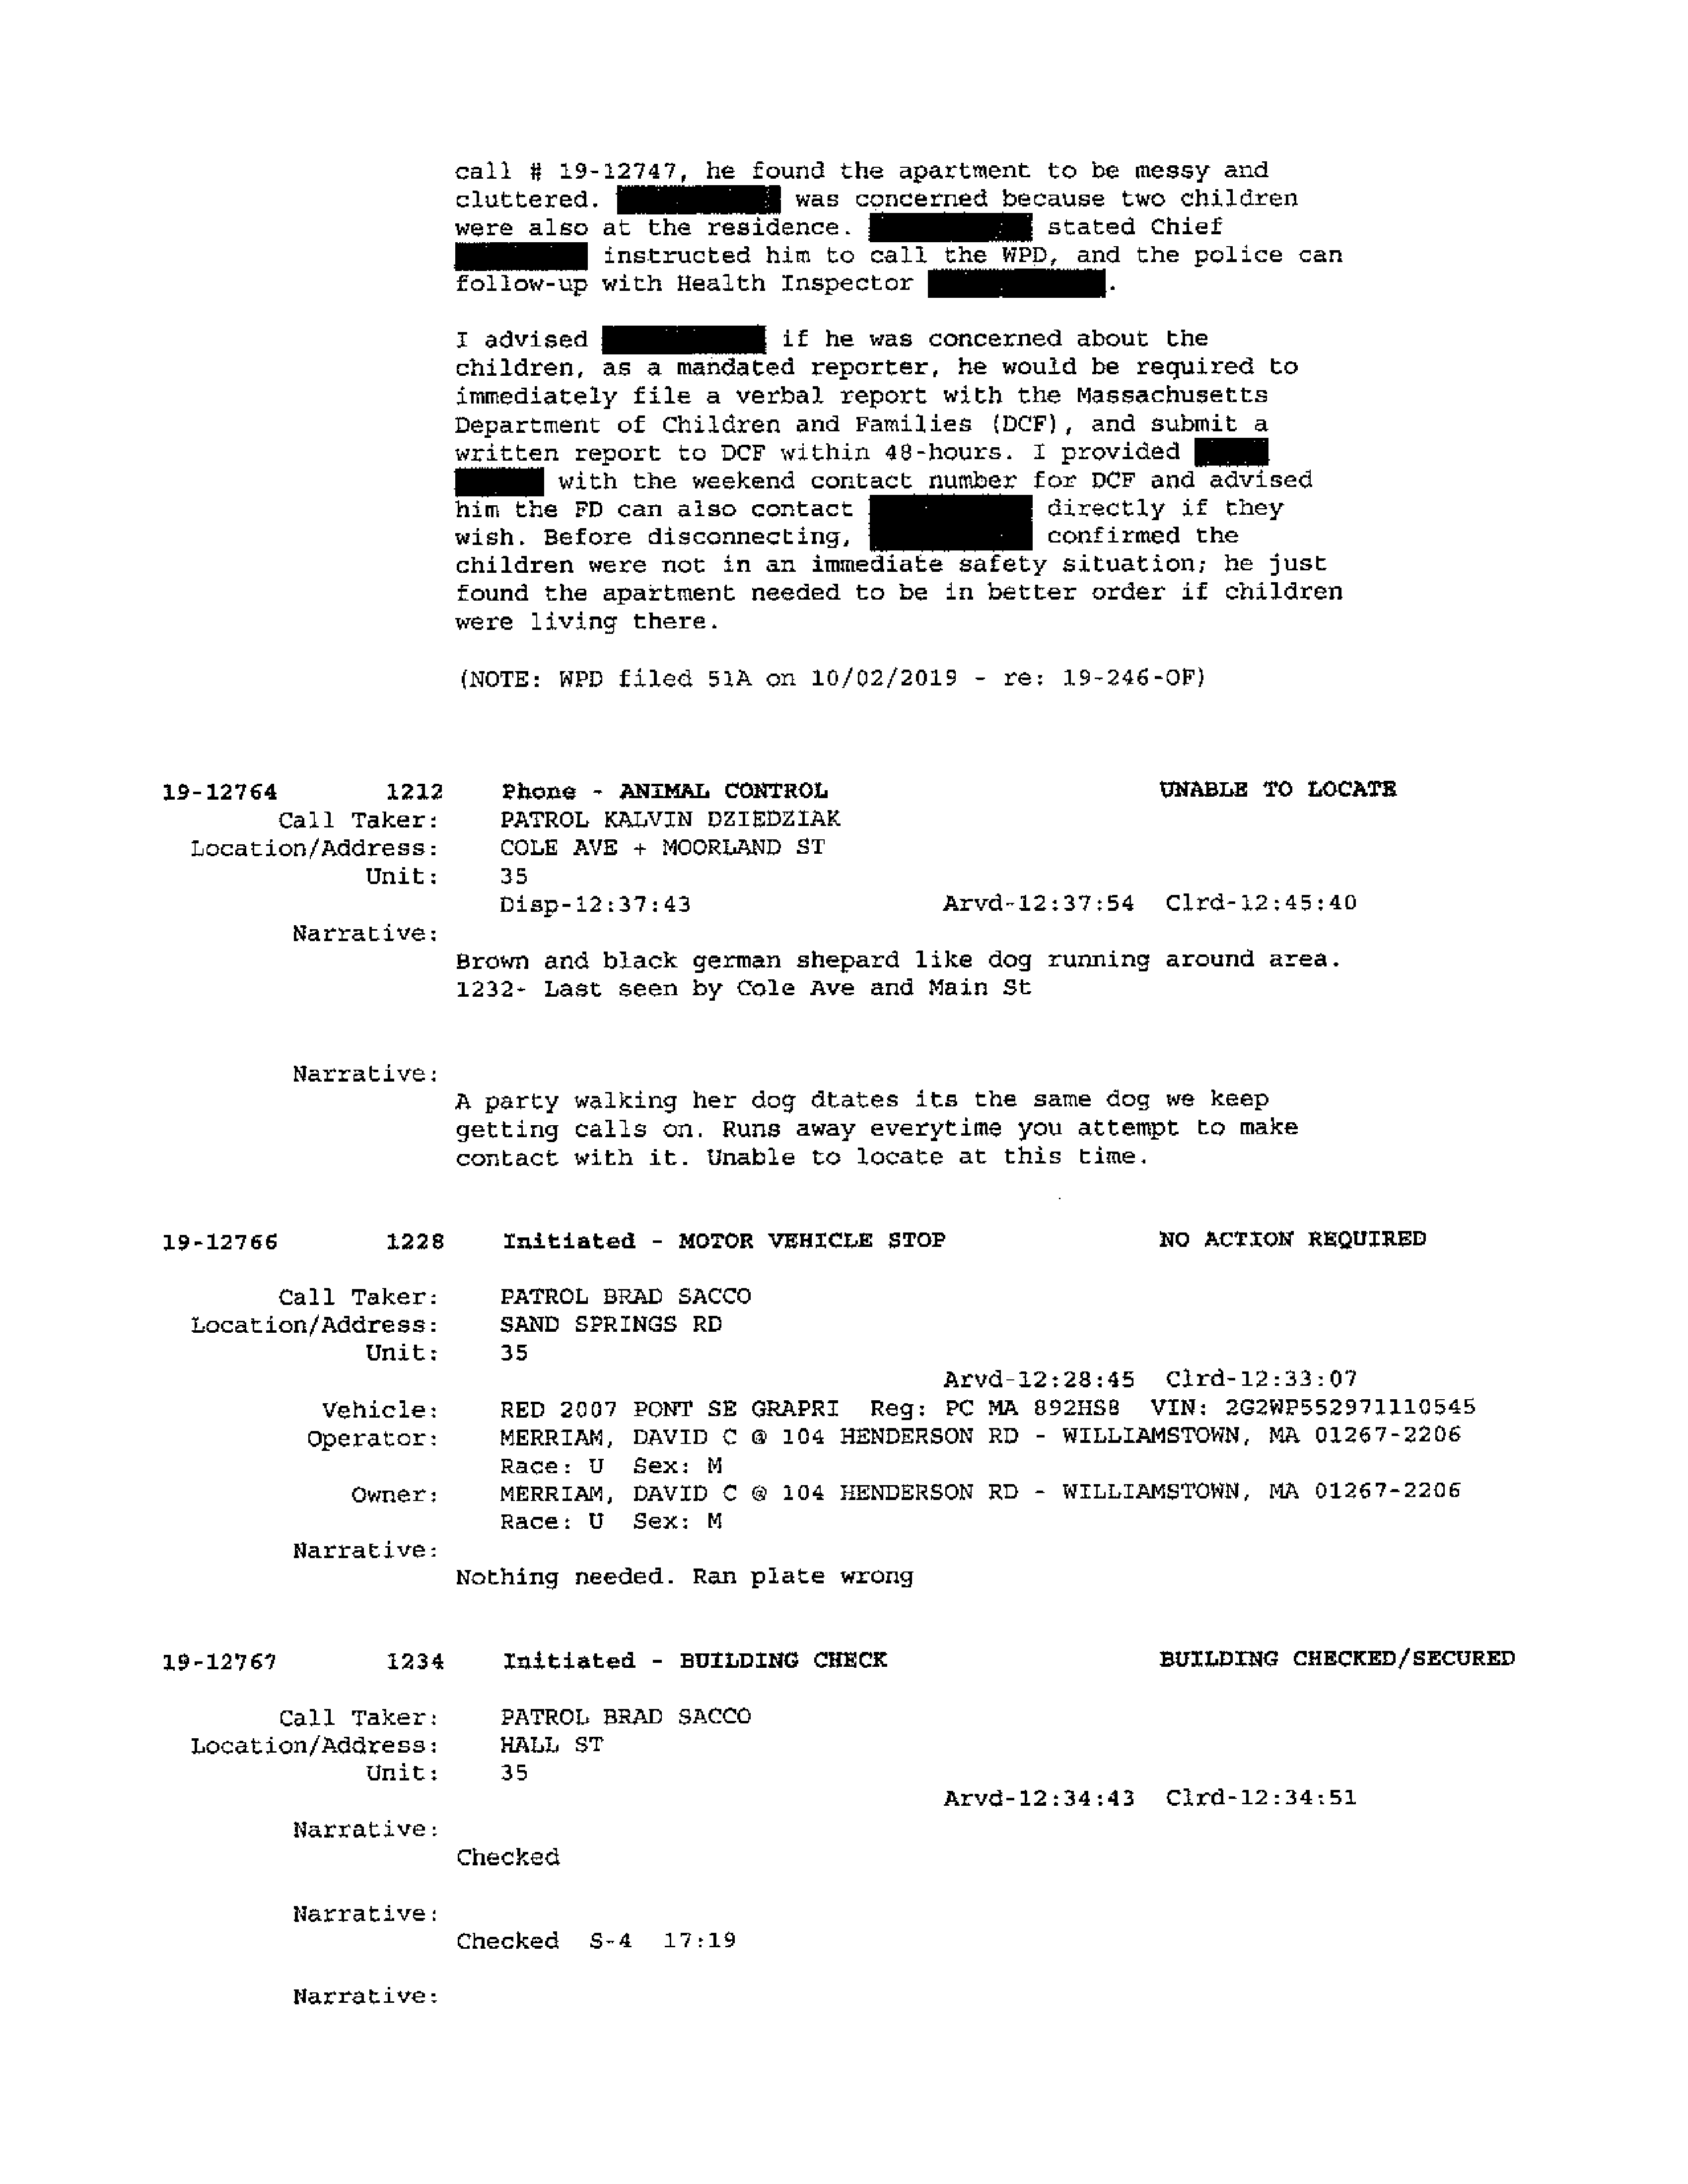 call # 19-12747, he found the apartment to be messy and
cluttered. was concerned because two children
were also at the residence. stated Chief
instructed him to call the WPD, and the police can
follow-up with Health Inspector .
I advised if he was concerned about the
children, as a mandated reporter, he would be required to
immediately file a verbal report with the Massachusetts
Department of Children and Families (DCF), and submit a
written report to DCF within 48-hours. I provided
with the weekend contact number for DCF and advised
him the FD can also contact directly if they
wish. Before disconnecting, confirmed the
children were not in an immediate safety situation; he just
found the apartment needed to be in better order if children
were living there.
(NOTE: WPD filed 51A on 10/02/2019 - re: 19-246-OF)
19-12764 1212 Phone - ANIMAL CONTROL UNABLE TO LOCATE
Call Taker: PATROL KALVIN DZIEDZIAK
Location/Address: COLE AVE + MOORLAND ST
Unit: 35
Disp-12:37:43 Arvd-12:37:54 Clrd-12:45:40
Narrative:
Brown and black german shepard like dog running around area.
1232- Last seen by Cole Ave and Main St
Narrative:
A party walking her dog dtates its the same dog we keep
getting calls on. Runs away everytime you attempt to make
contact with it. Unable to locate at this time.
19-12766 1228 Initiated - MOTOR VEHICLE STOP NO ACTION REQUIRED
Call Taker: PATROL BRAD SACCO
Location/Address: SAND SPRINGS RD
Unit: 35
Arvd-12:28:45 Clrd-12:33:07
Vehicle: RED 2007 PONT SE GRAPRI Reg: PC MA 892HS8 VIN: 2G2WP552971110545
Operator: MERRIAM, DAVID C @ 104 HENDERSON RD - WILLIAMSTOWN, MA 01267-2206
Race: U Sex: M
Owner: MERRIAM, DAVID C @ 104 HENDERSON RD - WILLIAMSTOWN, MA 01267-2206
Race: U Sex: M
Narrative:
Nothing needed. Ran plate wrong
19-12767 1234 Initiated - BUILDING CHECK BUILDING CHECKED/SECURED
Call Taker: PATROL BRAD SACCO
Location/Address: HALL ST
Unit: 35
Arvd-12:34:43 Clrd-12:34:51
Narrative:
Checked
Narrative:
Checked S-4 17:19
Narrative: